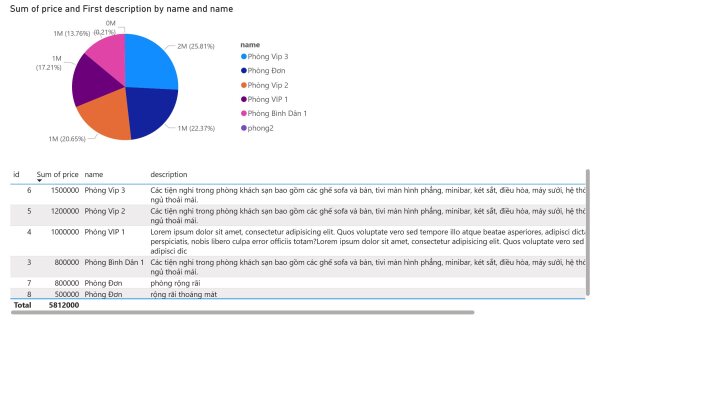 Sum of price and First description by name and name
0M
(0.21%)
1M (13.76%)
2M (25.81%)
1M
(17.21%)
1M (20.65%)
1M (22.37%)
name
Phòng Vip 3
Phòng Đơn
Phòng Vip 2
Phòng VIP 1
Phòng Bình Dân 1
phong2
id Sum of price name description
6 1500000 Phòng Vip 3 Các tiện nghi trong phòng khách sạn bao gồm các ghế sofa và bàn, tivi màn hình phẳng, minibar, két sắt, điều hòa, máy sưởi, hệ thố
ngủ thoải mái.
5 1200000 Phòng Vip 2 Các tiện nghi trong phòng khách sạn bao gồm các ghế sofa và bàn, tivi màn hình phẳng, minibar, két sắt, điều hòa, máy sưởi, hệ thố
ngủ thoải mái.
4 1000000 Phòng VIP 1 Lorem ipsum dolor sit amet, consectetur adipisicing elit. Quos voluptate vero sed tempore illo atque beatae asperiores, adipisci dicta
perspiciatis, nobis libero culpa error officiis totam?Lorem ipsum dolor sit amet, consectetur adipisicing elit. Quos voluptate vero sed
adipisci dic
3 800000 Phòng Bình Dân 1 Các tiện nghi trong phòng khách sạn bao gồm các ghế sofa và bàn, tivi màn hình phẳng, minibar, két sắt, điều hòa, máy sưởi, hệ thố
ngủ thoải mái.
7 800000 Phòng Đơn phòng rộng rãi
8 500000 Phòng Đơn rộng rãi thoáng mát
Total 5812000